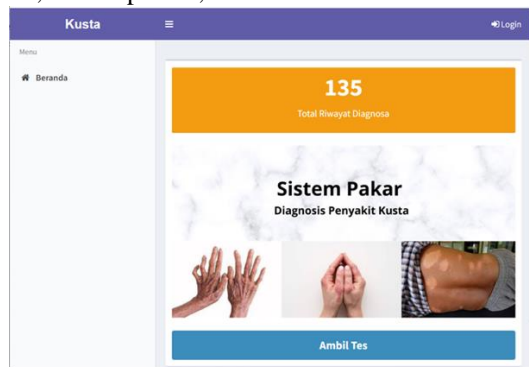 Kusta
Login
Menu
Beranda
135
Total Riwayat Diagnosa
Sistem Pakar
Diagnosis Penyakit Kusta
Ambil Tes